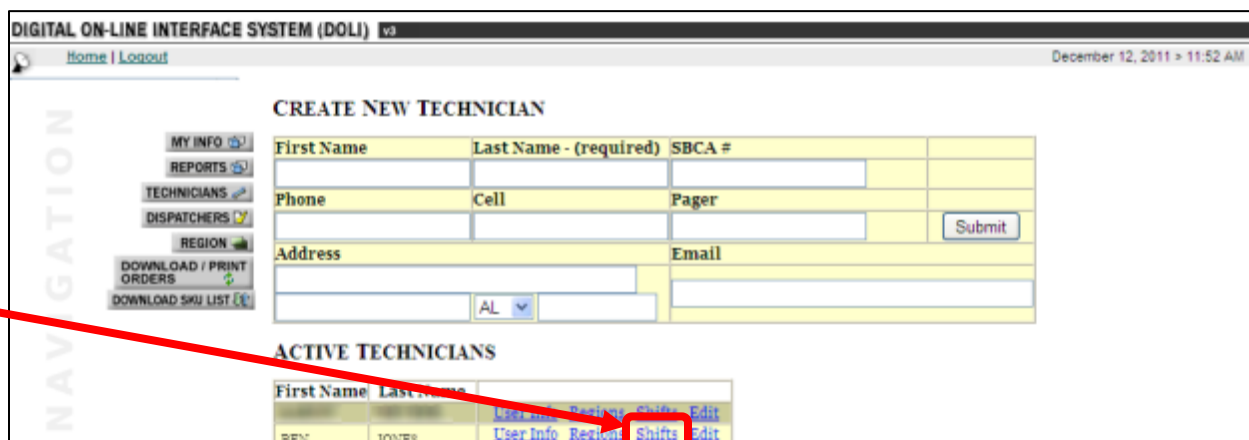 DIGITAL ON-LINE INTERFACE SYSTEM (DOLI) v3
Home | Logout December 12, 2011 > 11:52 AM
NAVIGATION
MY INFO
REPORTS
TECHNICIANS
DISPATCHERS
REGION
DOWNLOAD / PRINT
ORDERS
DOWNLOAD SKU LIST
CREATE NEW TECHNICIAN
First Name Last Name - (required) SBCA #
Phone Cell Pager
Submit
Address Email
AL
ACTIVE TECHNICIANS
First Name Last Name
User Info Regions Shifts Edit
BEN JONES User Info Regions Shifts Edit